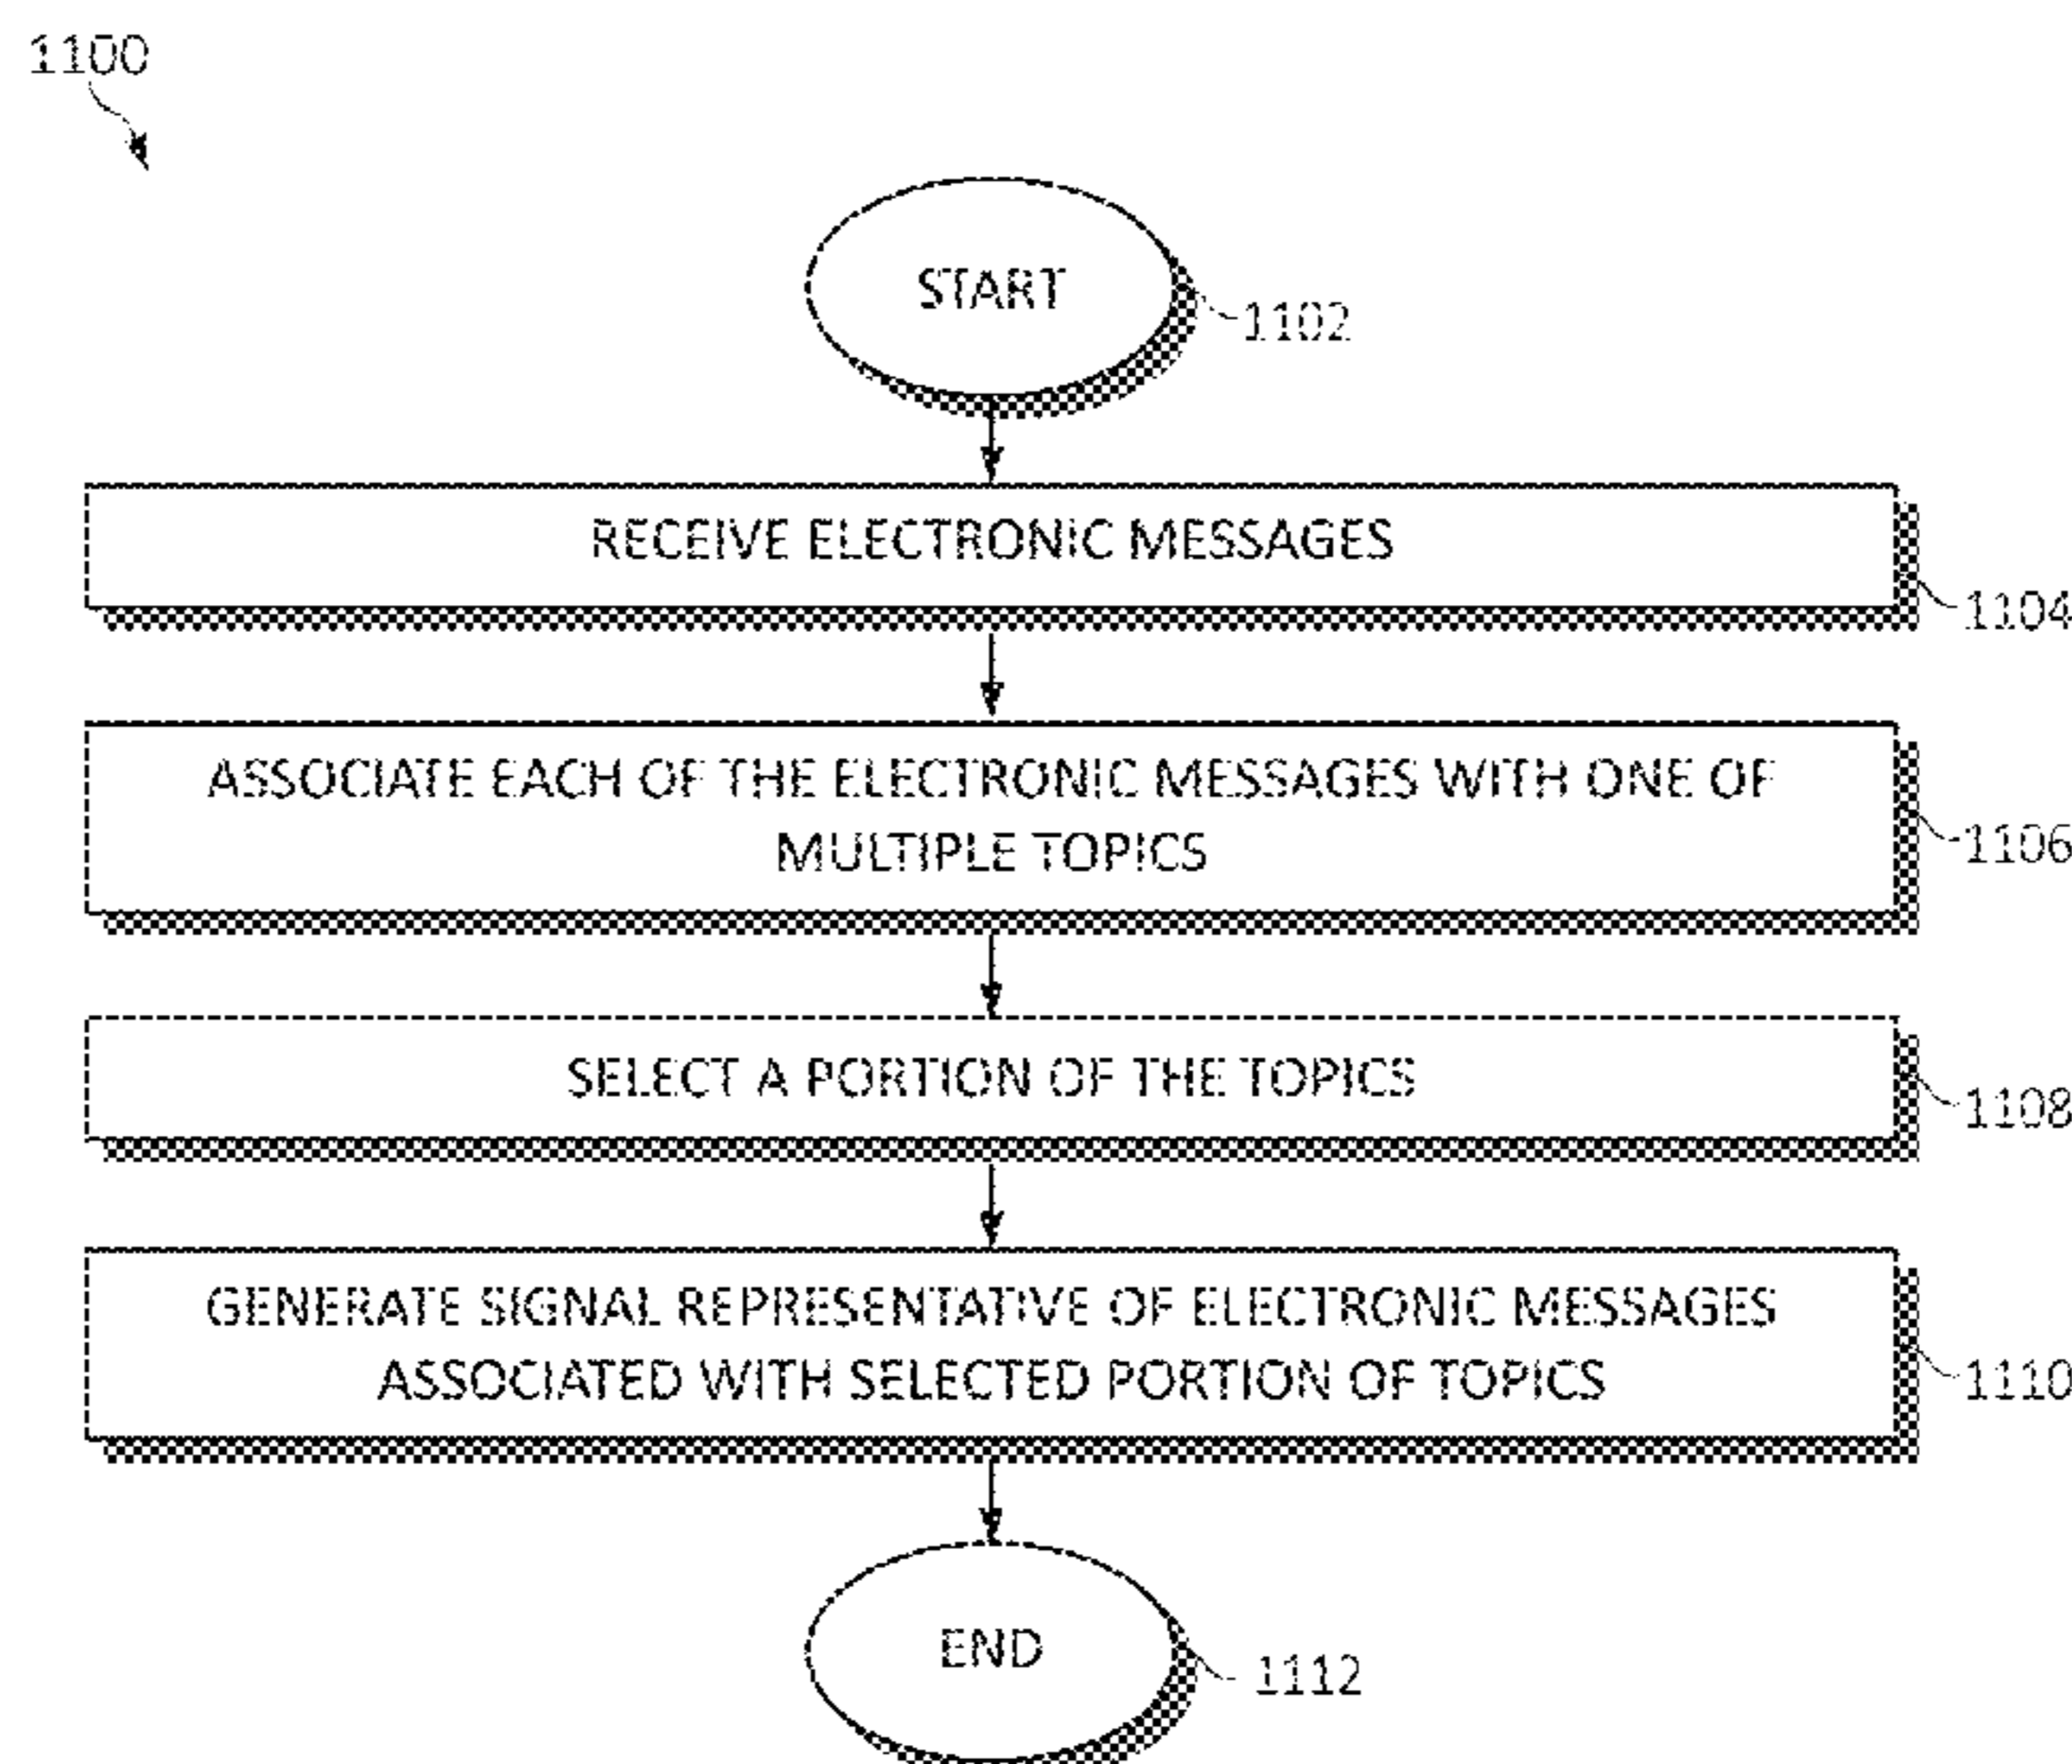 1100
START
1102
RECEIVE ELECTRONIC MESSAGES
1104
ASSOCIATE EACH OF THE ELECTRONIC MESSAGES WITH ONE OF
MULTIPLE TOPICS
1106
SELECT A PORTION OF THE TOPICS
1108
GENERATE SIGNAL REPRESENTATIVE OF ELECTRONIC MESSAGES
ASSOCIATED WITH SELECTED PORTION OF TOPICS
1110
END
1112